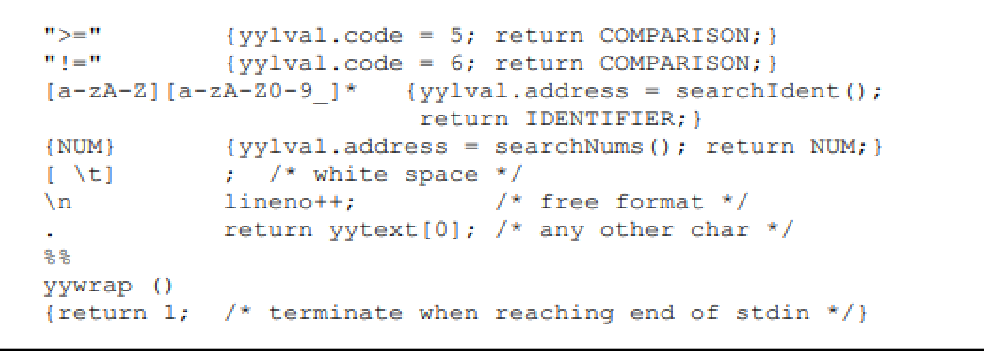 ">="        {yylval.code = 5; return COMPARISON;}
"!="        {yylval.code = 6; return COMPARISON;}
[a-zA-Z][a-zA-Z0-9_]*   {yylval.address = searchIdent();
                         return IDENTIFIER;}
{NUM}       {yylval.address = searchNums(); return NUM;}
[ \t]       ;  /* white space */
\n          lineno++;         /* free format */
.           return yytext[0]; /* any other char */
%%
yywrap ()
{return 1;  /* terminate when reaching end of stdin */}